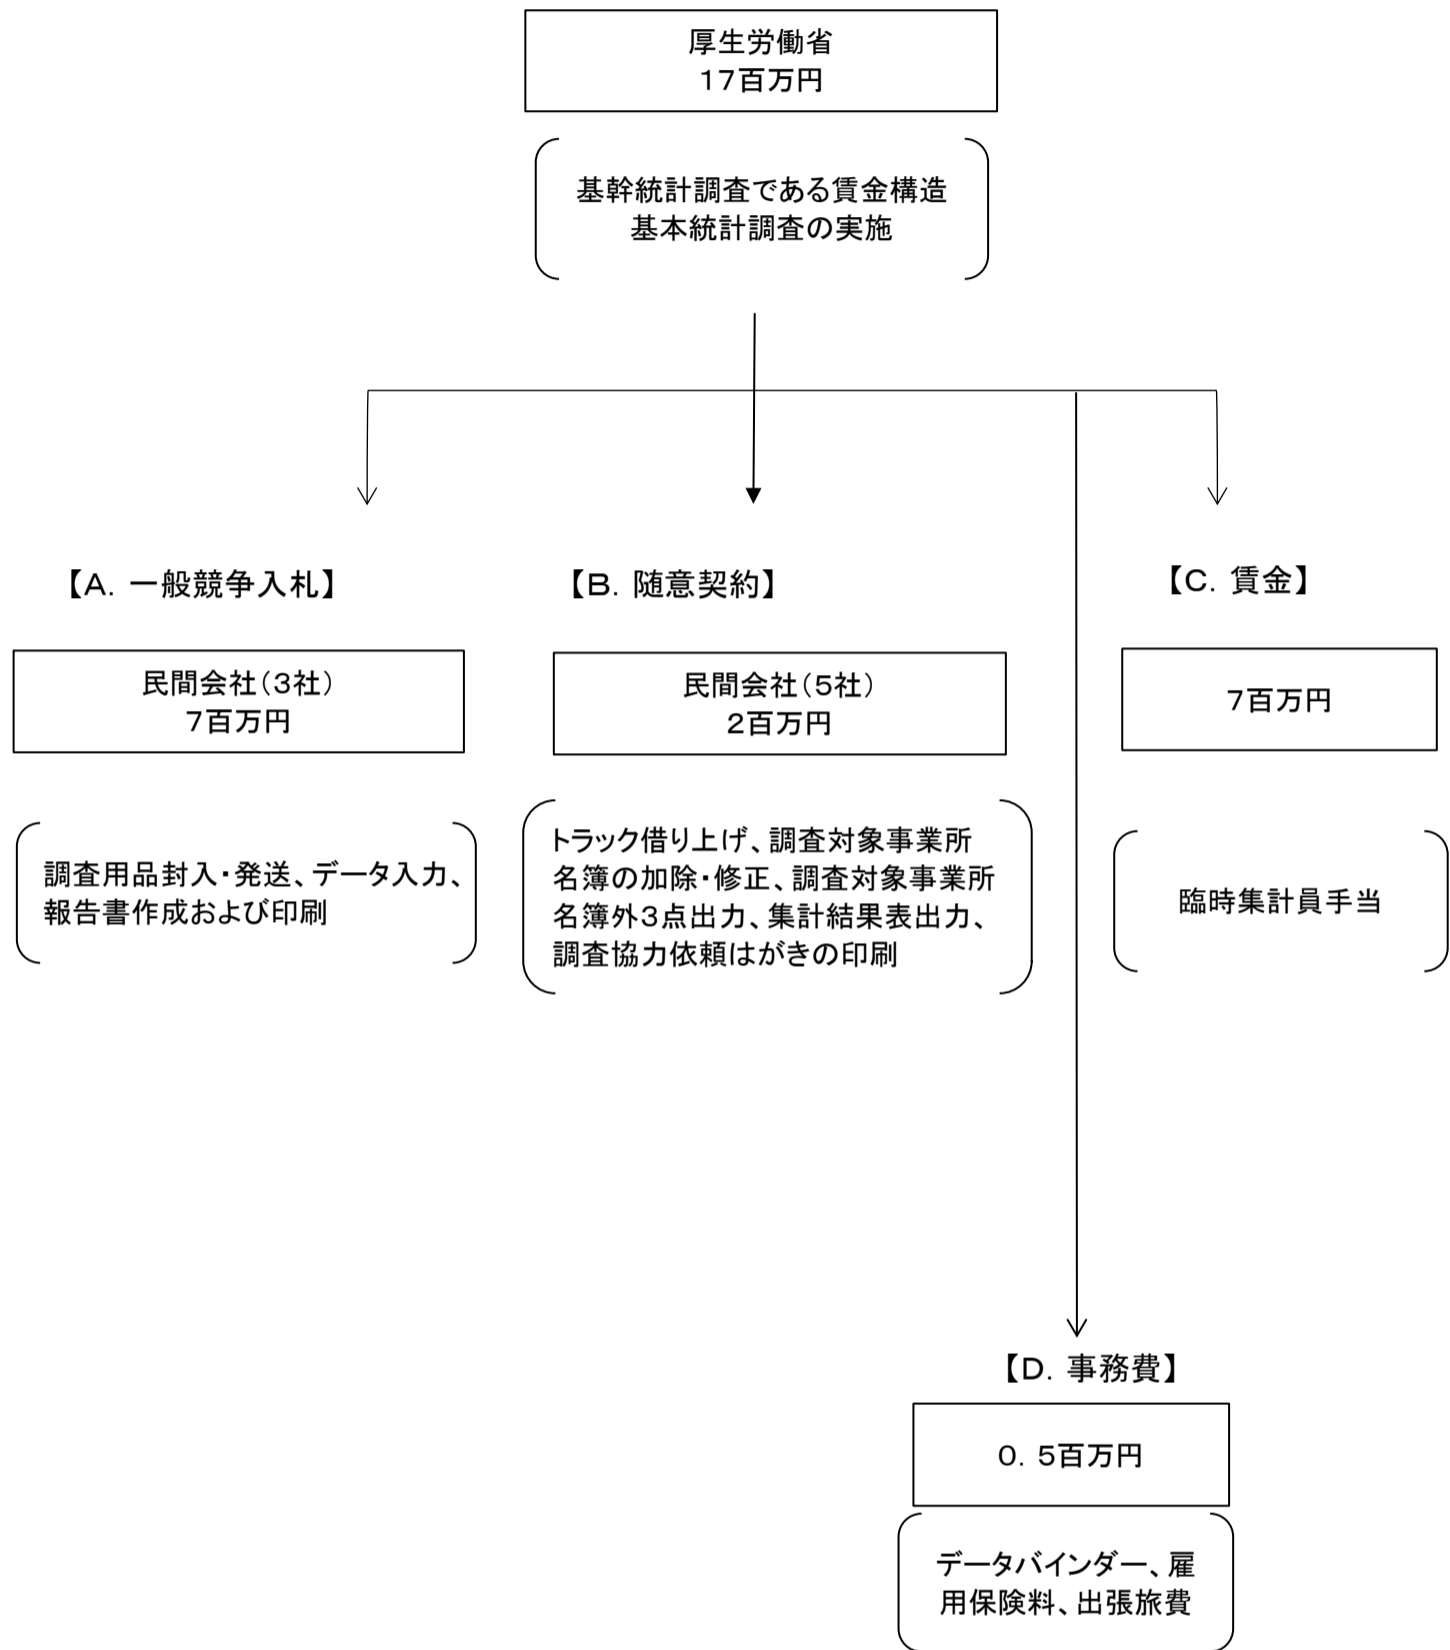 厚生労働省
17百万円
基幹統計調査である賃金構造
基本統計調査の実施
【A．一般競争入札】
民間会社（3社）
7百万円
調査用品封入・発送、データ入力、
報告書作成および印刷
【B．随意契約】
民間会社（5社）
2百万円
トラック借り上げ、調査対象事業所
名簿の加除・修正、調査対象事業所
名簿外3点出力、集計結果表出力、
調査協力依頼はがきの印刷
【C．賃金】
7百万円
臨時集計員手当
【D．事務費】
0．5百万円
データバインダー、雇
用保険料、出張旅費